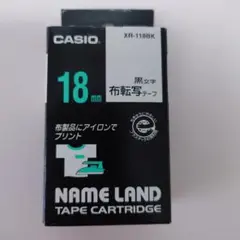 CASIO
XR-118BK
18mm
黒文字
布転写テープ
布製品にアイロンで
プリント
NAME LAND
TAPE CARTRIDGE